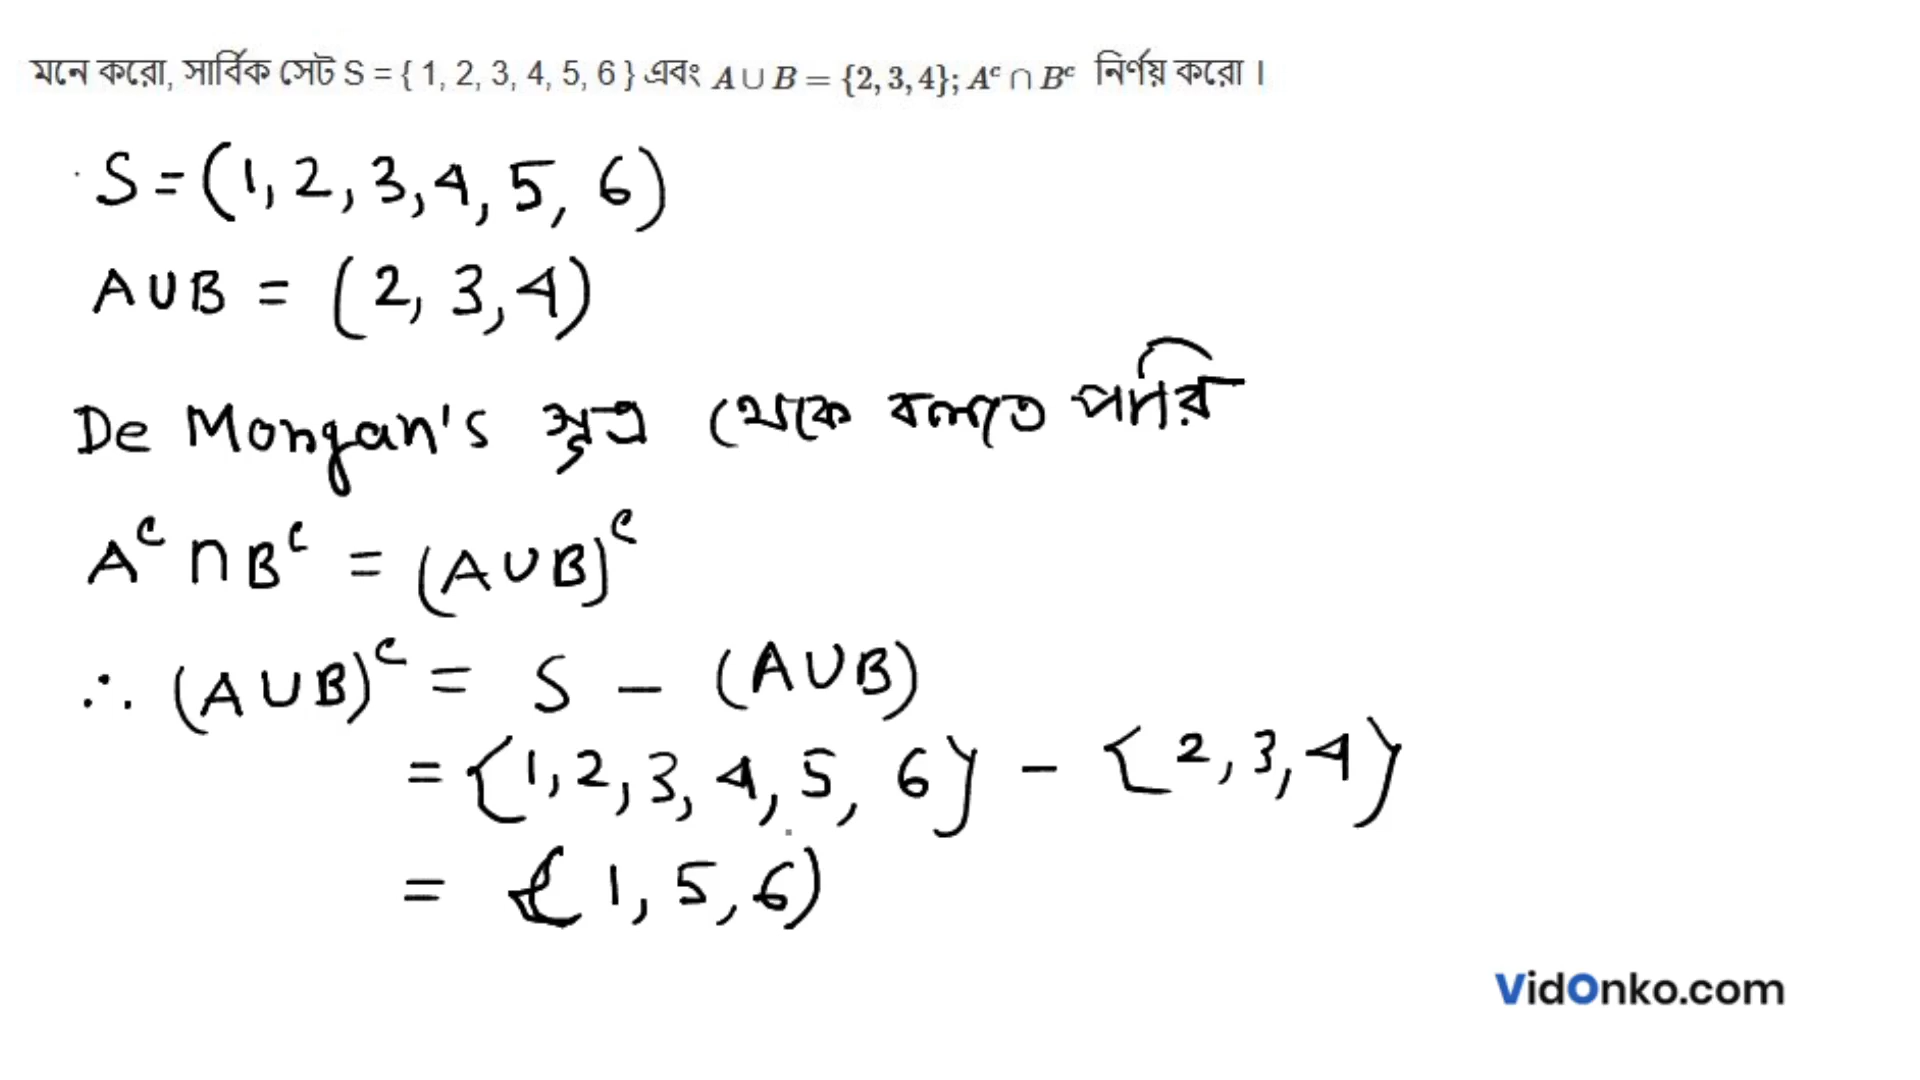 মনে করো, সার্বিক সেট S = { 1, 2, 3, 4, 5, 6 } এবং A ∪ B = {2, 3, 4}; Aᶜ ∩ Bᶜ নির্ণয় করো ।
S = (1, 2, 3, 4, 5, 6)
A∪B = (2, 3, 4)
De Morgan's সূত্র থেকে বলতে পারি
Aᶜ ∩ Bᶜ = (A∪B)ᶜ
∴ (A∪B)ᶜ = S − (A∪B)
= {1, 2, 3, 4, 5, 6} − {2, 3, 4}
= {1, 5, 6)
VidOnko.com